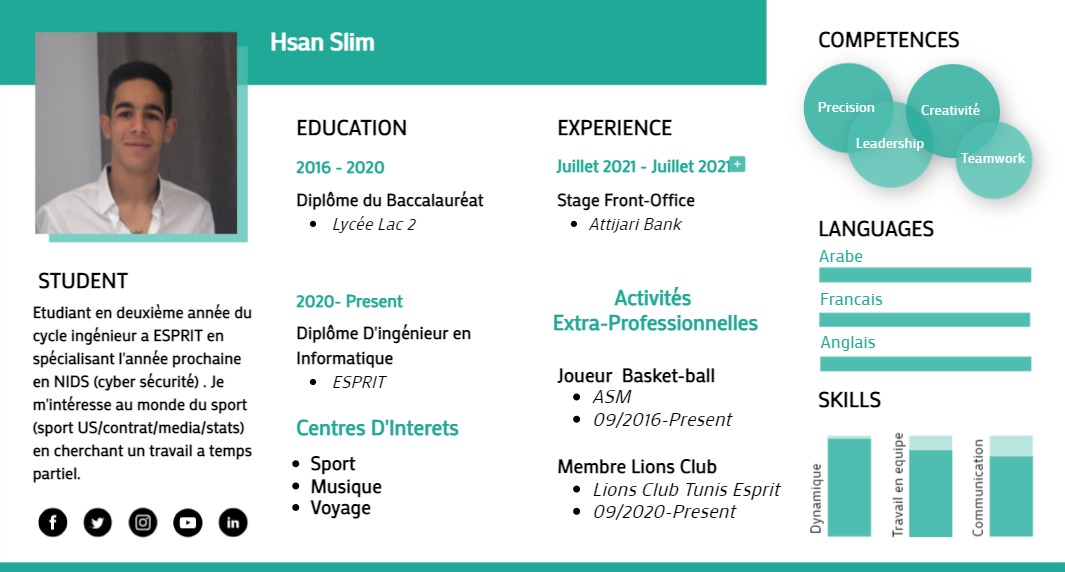 Hsan Slim
STUDENT
Etudiant en deuxième année du
cycle ingénieur a ESPRIT en
spécialisant l'année prochaine
en NIDS (cyber sécurité) . Je
m'intéresse au monde du sport
(sport US/contrat/media/stats)
en cherchant un travail a temps
partiel.
EDUCATION
2016 - 2020
Diplôme du Baccalauréat
Lycée Lac 2
2020- Present
Diplôme D'ingénieur en
Informatique
ESPRIT
Centres D'Interets
Sport
Musique
Voyage
EXPERIENCE
Juillet 2021 - Juillet 2021
Stage Front-Office
Attijari Bank
Activités
Extra-Professionnelles
Joueur Basket-ball
ASM
09/2016-Present
Membre Lions Club
Lions Club Tunis Esprit
09/2020-Present
COMPETENCES
Precision
Creativité
Leadership
Teamwork
LANGUAGES
Arabe
Francais
Anglais
SKILLS
Dynamique
Travail en equipe
Communication